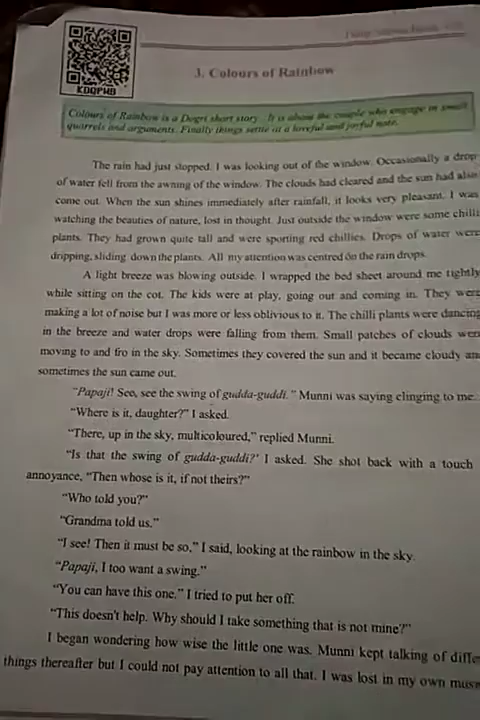 KDQPHD
3. Colours of Rainbow
Colours of Rainbow is a Dogri short story. It is about the couple who engage in small
quarrels and arguments. Finally things settle at a loveful and joyful note.
The rain had just stopped. I was looking out of the window. Occasionally a drop
of water fell from the awning of the window. The clouds had cleared and the sun had also
come out. When the sun shines immediately after rainfall, it looks very pleasant. I was
watching the beauties of nature, lost in thought. Just outside the window were some chilli
plants. They had grown quite tall and were sporting red chillies. Drops of water were
dripping, sliding down the plants. All my attention was centred on the rain drops.
A light breeze was blowing outside. I wrapped the bed sheet around me tightly
while sitting on the cot. The kids were at play, going out and coming in. They were
making a lot of noise but I was more or less oblivious to it. The chilli plants were dancing
in the breeze and water drops were falling from them. Small patches of clouds wer
moving to and fro in the sky. Sometimes they covered the sun and it became cloudy an
sometimes the sun came out.
"Papaji! See, see the swing of gudda-guddi." Munni was saying clinging to me.
"Where is it, daughter?" I asked.
"There, up in the sky, multicoloured," replied Munni.
"Is that the swing of gudda-guddi?' I asked. She shot back with a touch
annoyance, "Then whose is it, if not theirs?"
"Who told you?"
"Grandma told us."
"I see! Then it must be so," I said, looking at the rainbow in the sky.
"Papaji, I too want a swing."
"You can have this one," I tried to put her off.
"This doesn't help. Why should I take something that is not mine?"
I began wondering how wise the little one was. Munni kept talking of diffe
things thereafter but I could not pay attention to all that. I was lost in my own muse